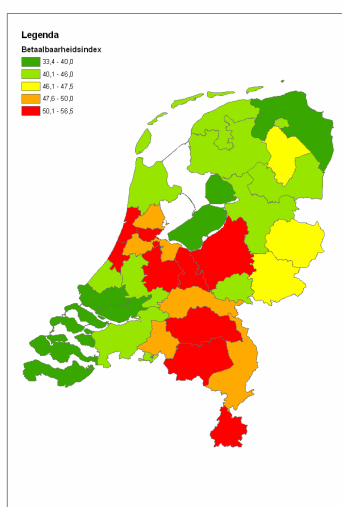 Legenda
Betaalbaarheidsindex
33,4 - 40,0
40,1 - 46,0
46,1 - 47,5
47,6 - 50,0
50,1 - 56,5